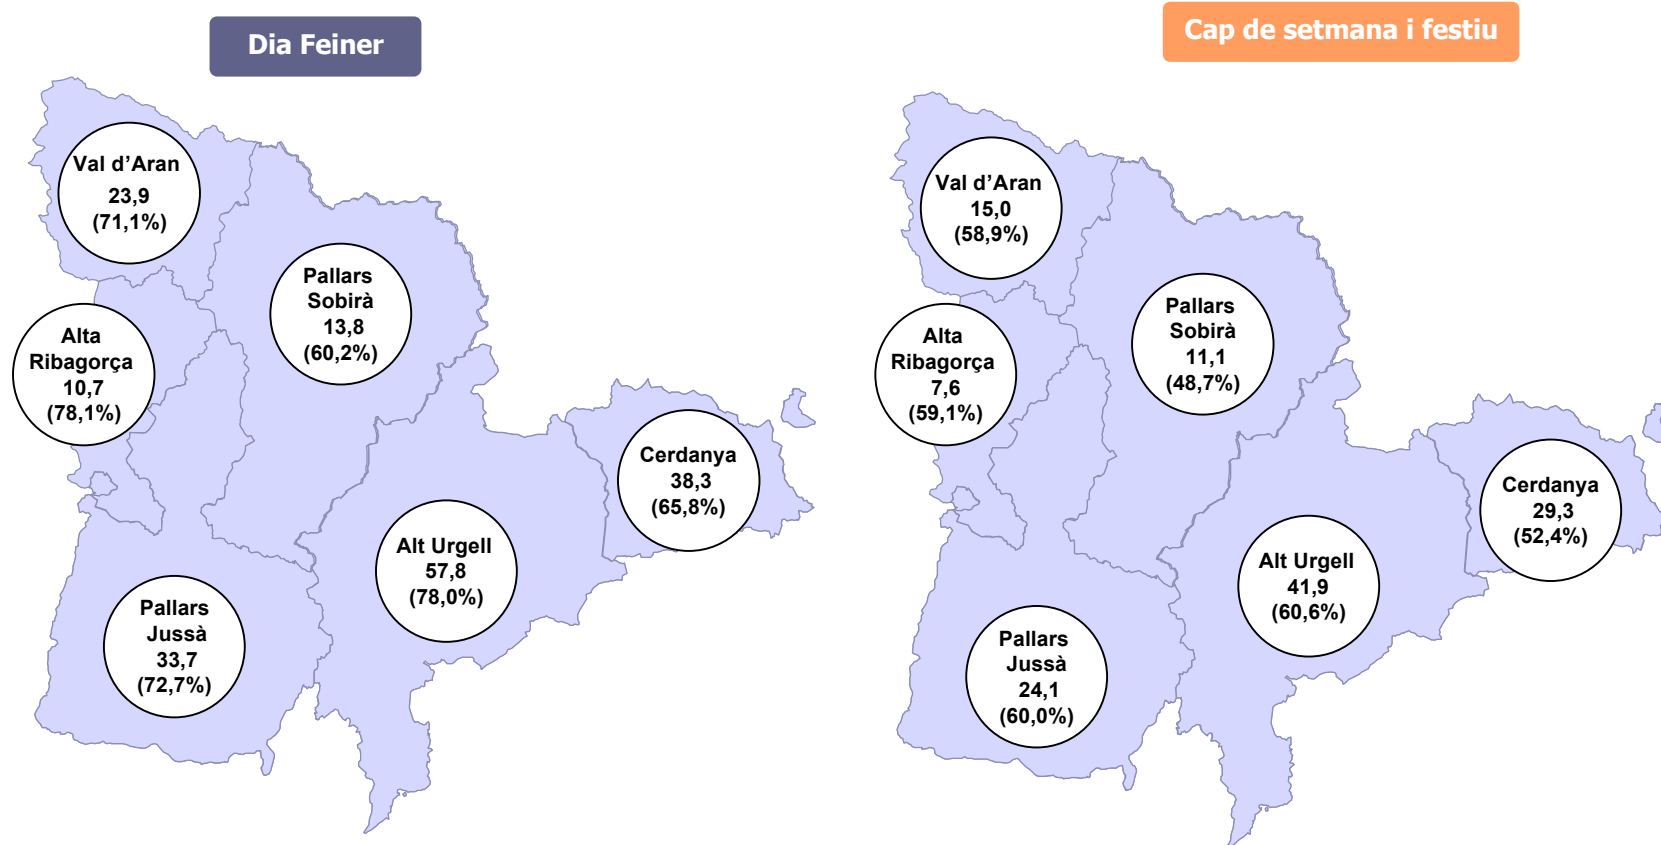 Dia Feiner
Val d’Aran
23,9
(71,1%)
Pallars
Sobirà
13,8
(60,2%)
Alta
Ribagorça
10,7
(78,1%)
Cerdanya
38,3
(65,8%)
Alt Urgell
57,8
(78,0%)
Pallars
Jussà
33,7
(72,7%)
Cap de setmana i festiu
Val d’Aran
15,0
(58,9%)
Pallars
Sobirà
11,1
(48,7%)
Alta
Ribagorça
7,6
(59,1%)
Cerdanya
29,3
(52,4%)
Alt Urgell
41,9
(60,6%)
Pallars
Jussà
24,1
(60,0%)